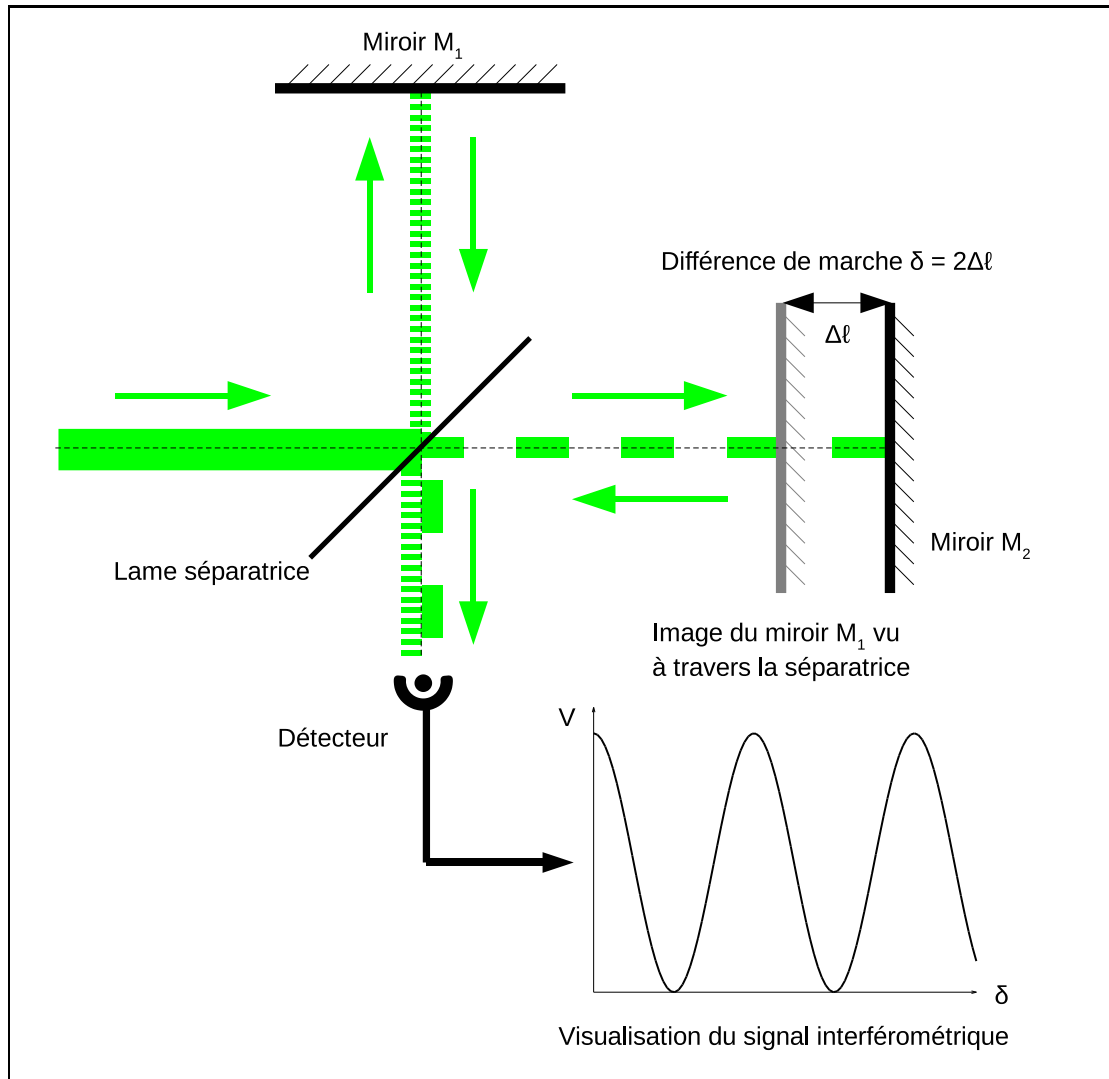 Miroir M₁
Différence de marche δ = 2Δℓ
Δℓ
Lame séparatrice
Miroir M₂
Image du miroir M₁ vu
à travers la séparatrice
Détecteur
V
δ
Visualisation du signal interférométrique